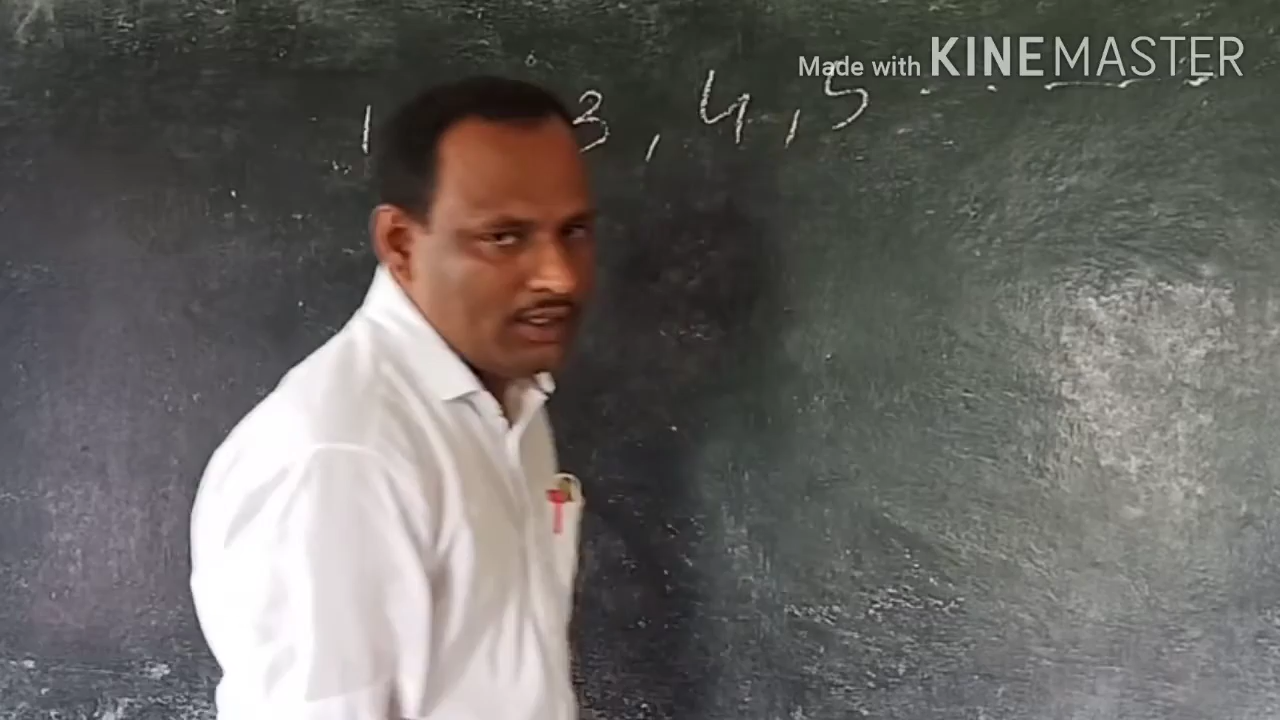 Made with KINEMASTER
1 3, 4, 5 . . — — —